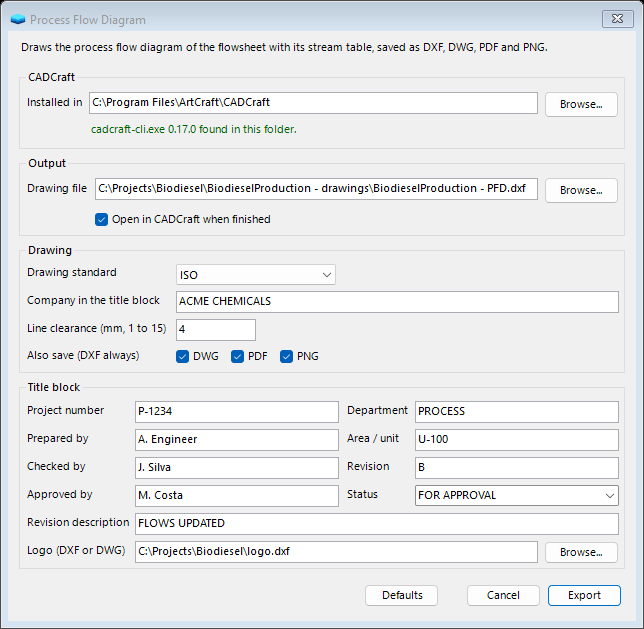 Process Flow Diagram
Draws the process flow diagram of the flowsheet with its stream table, saved as DXF, DWG, PDF and PNG.
CADCraft
Installed in C:\Program Files\ArtCraft\CADCraft Browse...
cadcraft-cli.exe 0.17.0 found in this folder.
Output
Drawing file C:\Projects\Biodiesel\BiodieselProduction - drawings\BiodieselProduction - PFD.dxf Browse...
Open in CADCraft when finished
Drawing
Drawing standard ISO
Company in the title block ACME CHEMICALS
Line clearance (mm, 1 to 15) 4
Also save (DXF always) DWG PDF PNG
Title block
Project number P-1234 Department PROCESS
Prepared by A. Engineer Area / unit U-100
Checked by J. Silva Revision B
Approved by M. Costa Status FOR APPROVAL
Revision description FLOWS UPDATED
Logo (DXF or DWG) C:\Projects\Biodiesel\logo.dxf Browse...
Defaults Cancel Export